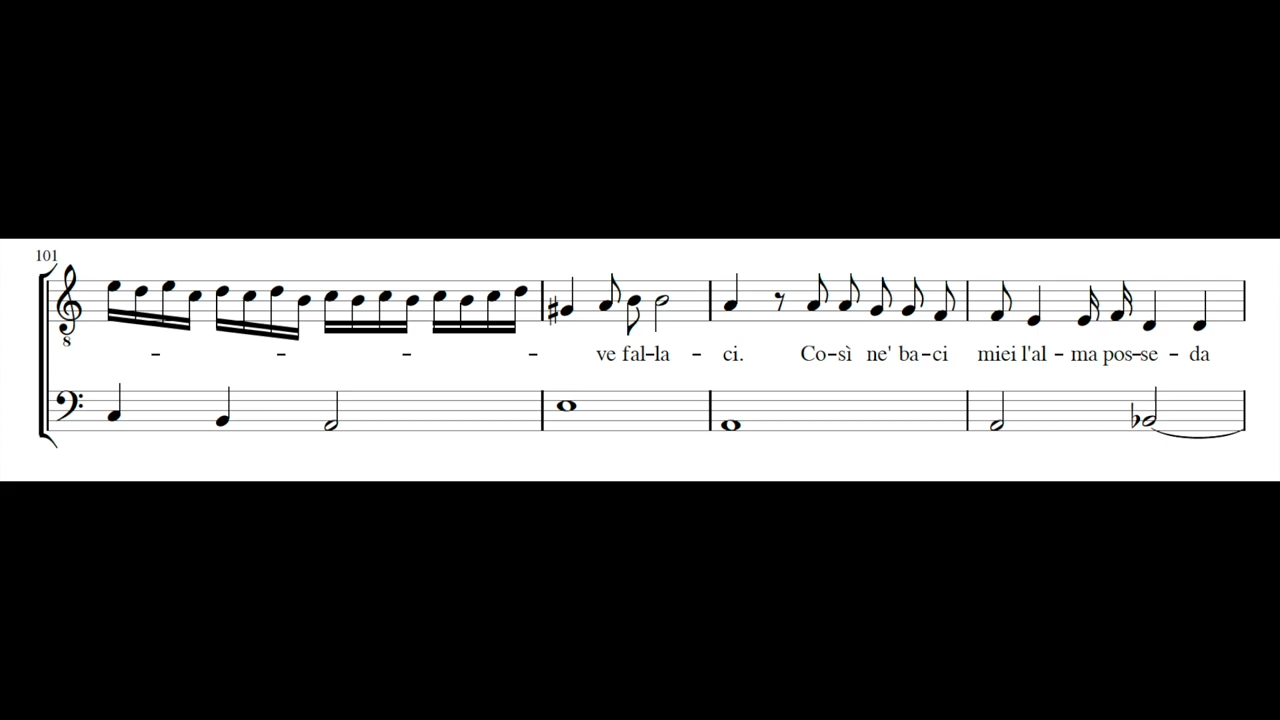 101
8
- - - - ve fal-la - ci. Co-sì ne' ba-ci miei l'al - ma pos-se - da